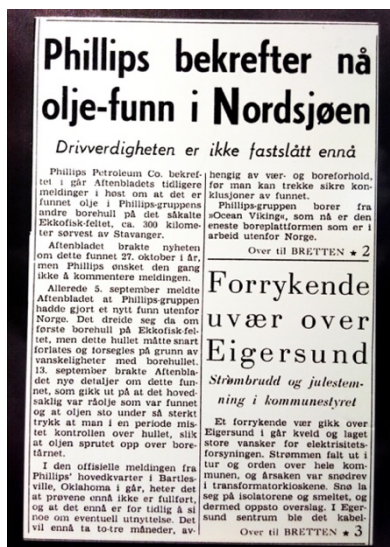 Phillips bekrefter nå
olje-funn i Nordsjøen
Drivverdigheten er ikke fastslått ennå
Phillips Petroleum Co. bekref-
tet i går Aftenbladets tidligere
meldinger i høst om at det er
funnet olje i Phillips-gruppens
andre borehull på det såkalte
Ekkofisk-feltet, ca. 300 kilome-
ter sørvest av Stavanger.
Aftenbladet brakte nyheten
om dette funnet 27. oktober i år,
men Phillips ønsket den gang
ikke å kommentere meldingen.
Allerede 5. september meldte
Aftenbladet at Phillips-gruppen
hadde gjort et nytt funn utenfor
Norge. Det dreide seg da om
første borehull på Ekkofisk-fel-
tet, men dette hullet måtte snart
forlates og forsegles på grunn av
vanskeligheter med borehullet.
13. september brakte Aftenbla-
det nye detaljer om dette fun-
net, som gikk ut på at det hoved-
saklig var råolje som var funnet
og at oljen sto under så sterkt
trykk at man i en periode mis-
tet kontrollen over hullet, slik
at oljen sprutet opp over bore-
tårnet.
I den offisielle meldingen fra
Phillips' hovedkvarter i Bartles-
ville, Oklahoma i går, heter det
at prøvene ennå ikke er fullført,
og at det ennå er for tidlig å si
noe om eventuell utnyttelse. Det
vil ennå ta to-tre måneder, av-
hengig av vær- og boreforhold,
før man kan trekke sikre kon-
klusjoner av funnet.
Phillips-gruppen borer fra
»Ocean Viking«, som nå er den
eneste boreplattformen som er i
arbeid utenfor Norge.
Over til BRETTEN ★ 2
Forrykende
uvær over
Eigersund
Strømbrudd og julestem-
ning i kommunestyret
Et forrykende vær gikk over
Eigersund i går kveld og laget
store vansker for elektrisitets-
forsyningen. Strømmen falt ut i
tur og orden over hele kom-
munen, og årsaken var snødrev
i transformatorkioskene. Snø la
seg på isolatorene og smeltet, og
dermed oppsto overslag. I Eger-
sund sentrum ble det kabel-
Over til BRETTEN ★ 3